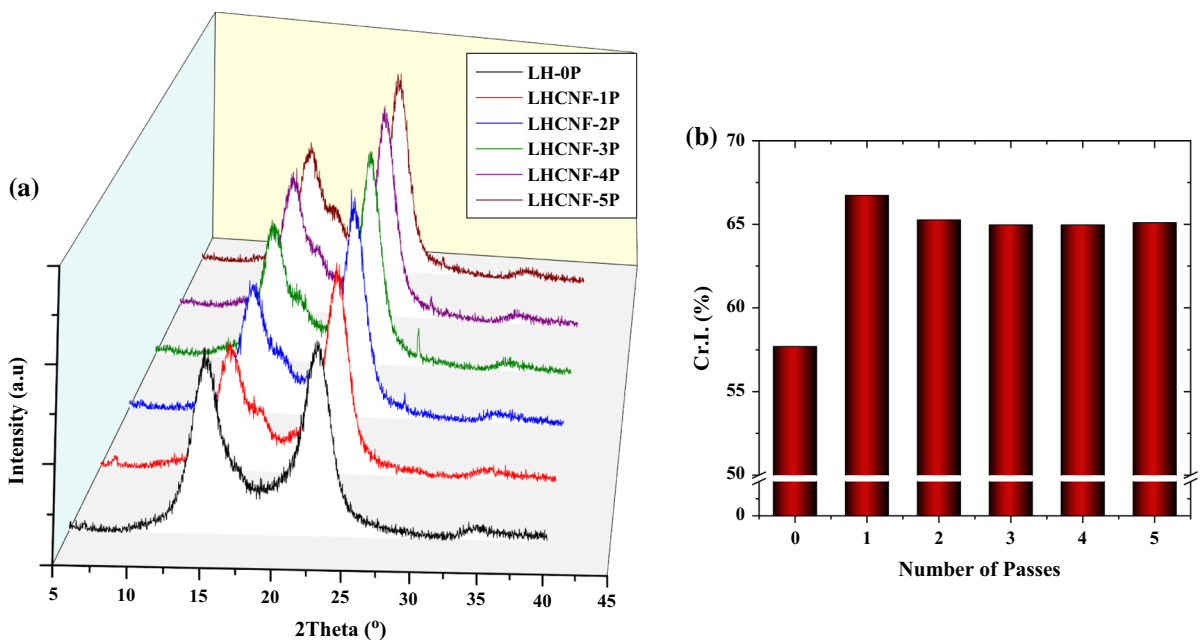 (a)
LH-0P
LHCNF-1P
LHCNF-2P
LHCNF-3P
LHCNF-4P
LHCNF-5P
Intensity (a.u)
5 10 15 20 25 30 35 40 45
2Theta (°)
(b)
70
65
60
55
50
0
Cr.I. (%)
0 1 2 3 4 5
Number of Passes